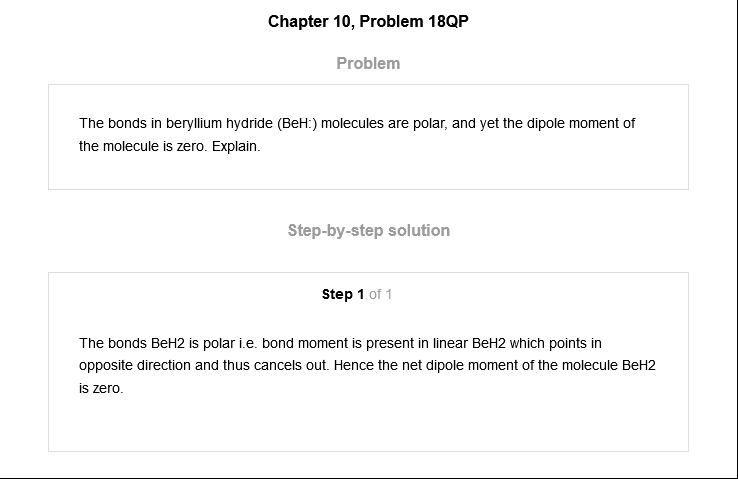 Chapter 10, Problem 18QP
Problem
The bonds in beryllium hydride (BeH:) molecules are polar, and yet the dipole moment of
the molecule is zero. Explain.
Step-by-step solution
Step 1 of 1
The bonds BeH2 is polar i.e. bond moment is present in linear BeH2 which points in
opposite direction and thus cancels out. Hence the net dipole moment of the molecule BeH2
is zero.